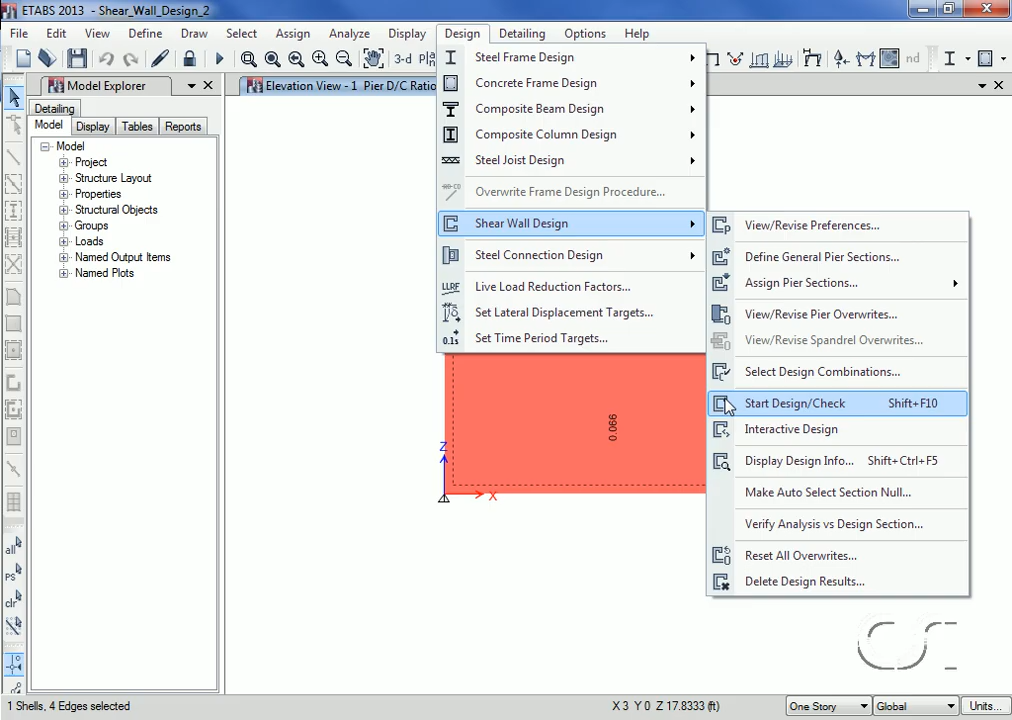 ETABS 2013 - Shear_Wall_Design_2
File Edit View Define Draw Select Assign Analyze Display Design Detailing Options Help
3-d
nd
Model Explorer
Elevation View - 1 Pier D/C Ratio
Detailing
Model Display Tables Reports
Model
Project
Structure Layout
Properties
Structural Objects
Groups
Loads
Named Output Items
Named Plots
Steel Frame Design
Concrete Frame Design
Composite Beam Design
Composite Column Design
Steel Joist Design
Overwrite Frame Design Procedure...
Shear Wall Design
Steel Connection Design
LLRF Live Load Reduction Factors...
Set Lateral Displacement Targets...
0.1s Set Time Period Targets...
View/Revise Preferences...
Define General Pier Sections...
Assign Pier Sections...
View/Revise Pier Overwrites...
View/Revise Spandrel Overwrites...
Select Design Combinations...
Start Design/Check Shift+F10
Interactive Design
Display Design Info... Shift+Ctrl+F5
Make Auto Select Section Null...
Verify Analysis vs Design Section...
Reset All Overwrites...
Delete Design Results...
0.066
Z
X
all
PS
clr
CSI
1 Shells, 4 Edges selected
X 3 Y 0 Z 17.8333 (ft)
One Story
Global
Units...